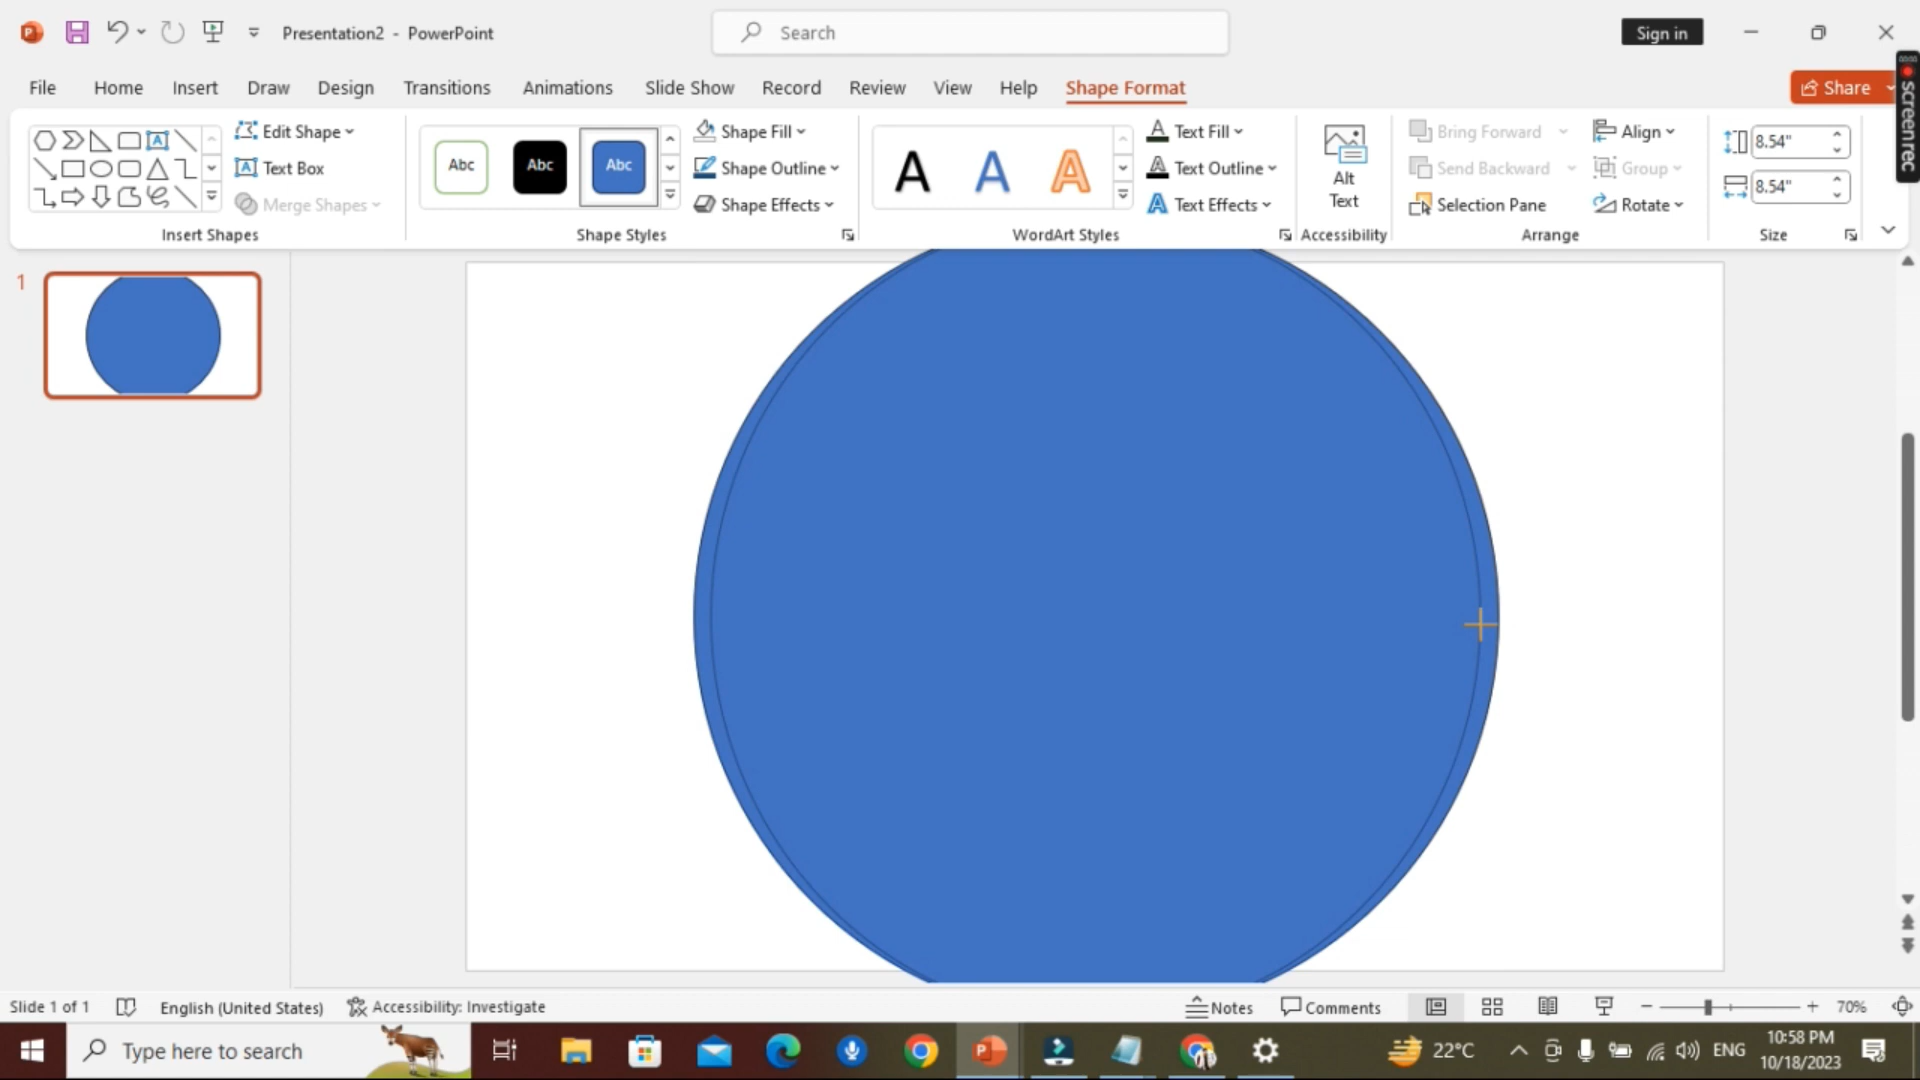 Presentation2 - PowerPoint
Search
Sign in
File Home Insert Draw Design Transitions Animations Slide Show Record Review View Help Shape Format
Share
screenrec
Edit Shape
Text Box
Merge Shapes
Insert Shapes
Abc Abc Abc
Shape Fill
Shape Outline
Shape Effects
Shape Styles
A A A
Text Fill
Text Outline
Text Effects
WordArt Styles
Alt
Text
Accessibility
Bring Forward
Send Backward
Selection Pane
Align
Group
Rotate
Arrange
8.54"
8.54"
Size
1
Slide 1 of 1 English (United States) Accessibility: Investigate
Notes Comments 70%
Type here to search
22°C
ENG
10:58 PM
10/18/2023